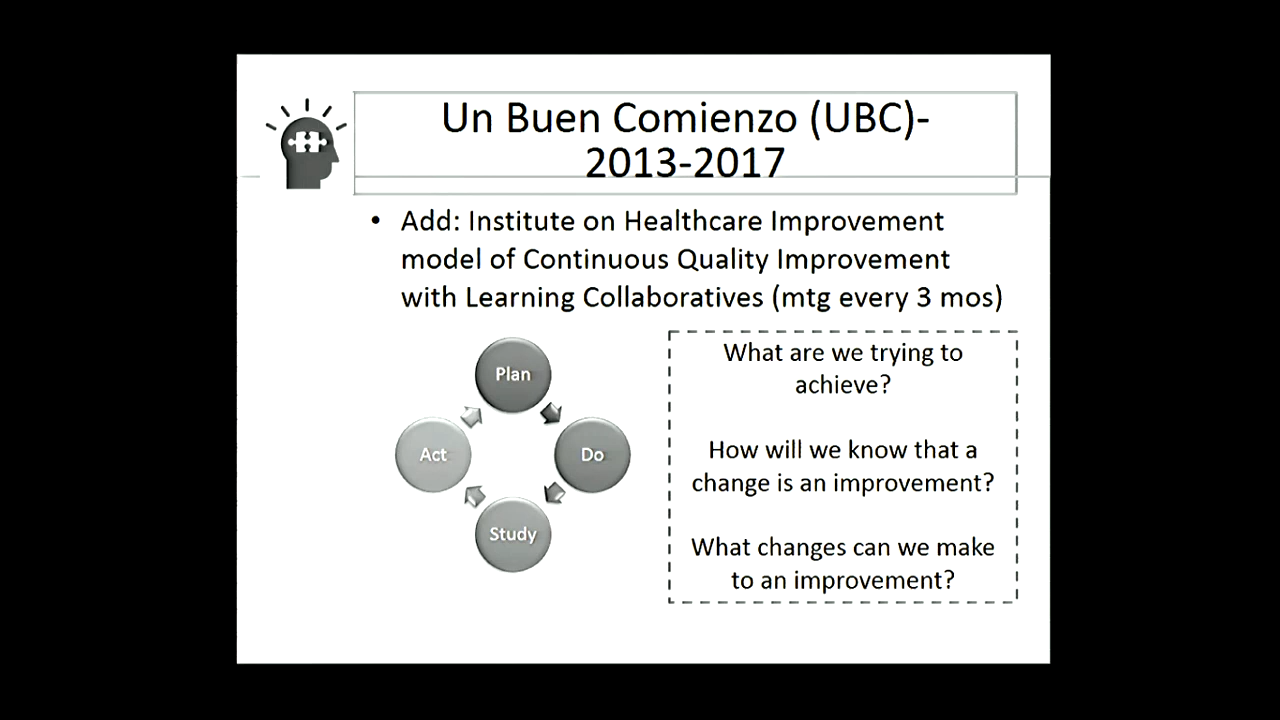 Un Buen Comienzo (UBC)-
2013-2017
• Add: Institute on Healthcare Improvement
model of Continuous Quality Improvement
with Learning Collaboratives (mtg every 3 mos)
Plan
Do
Study
Act
What are we trying to
achieve?
How will we know that a
change is an improvement?
What changes can we make
to an improvement?